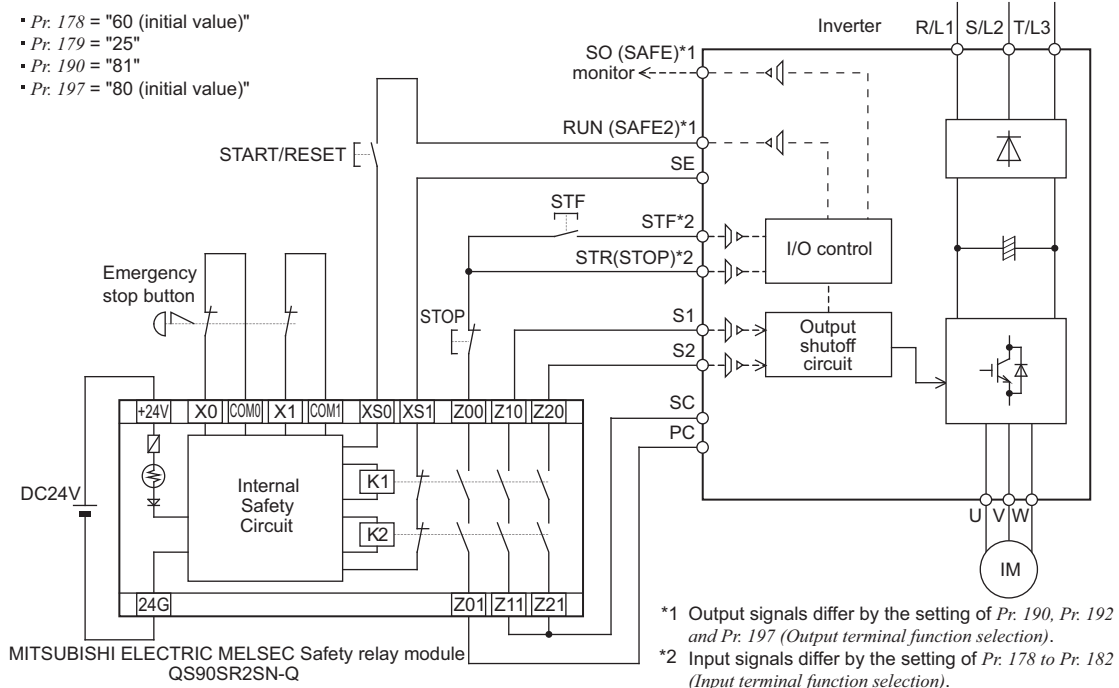 ▪ Pr. 178 = "60 (initial value)"
▪ Pr. 179 = "25"
▪ Pr. 190 = "81"
▪ Pr. 197 = "80 (initial value)"
Inverter
R/L1 S/L2 T/L3
SO (SAFE)*1
monitor
RUN (SAFE2)*1
START/RESET
SE
STF
STF*2
STR(STOP)*2
I/O control
Emergency
stop button
STOP
S1
S2
Output
shutoff
circuit
+24V X0 COM0 X1 COM1 XS0 XS1 Z00 Z10 Z20
SC
PC
DC24V
Internal
Safety
Circuit
K1
K2
U V W
IM
24G
Z01 Z11 Z21
MITSUBISHI ELECTRIC MELSEC Safety relay module
QS90SR2SN-Q
*1 Output signals differ by the setting of Pr. 190, Pr. 192
and Pr. 197 (Output terminal function selection).
*2 Input signals differ by the setting of Pr. 178 to Pr. 182
(Input terminal function selection).